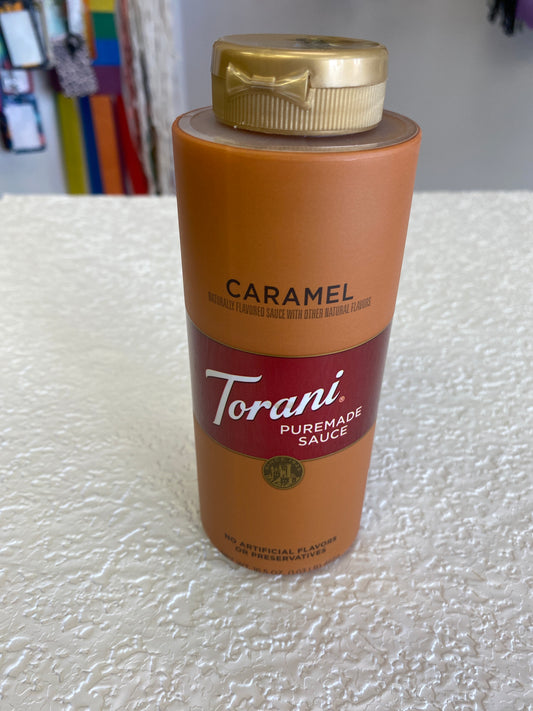 CARAMEL
NATURALLY FLAVORED SAUCE WITH OTHER NATURAL FLAVORS
Torani®
PUREMADE
SAUCE
NO ARTIFICIAL FLAVORS
OR PRESERVATIVES